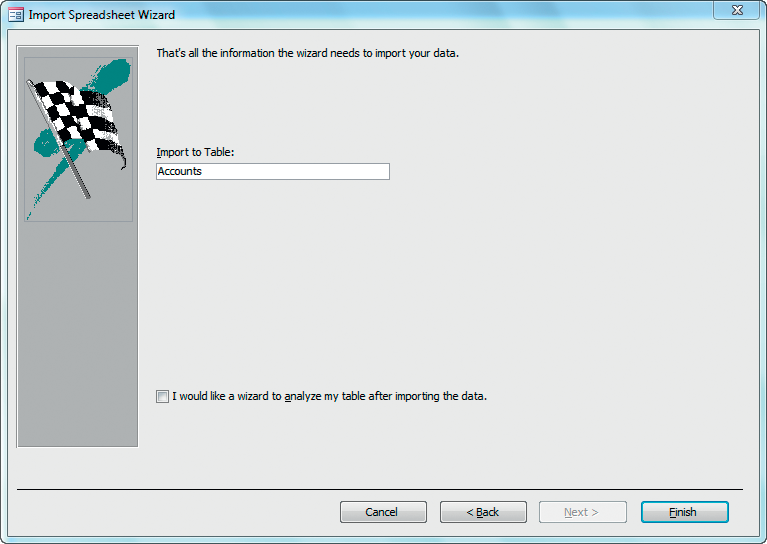 Import Spreadsheet Wizard
That's all the information the wizard needs to import your data.
Import to Table:
Accounts
I would like a wizard to analyze my table after importing the data.
Cancel
< Back
Next >
Finish